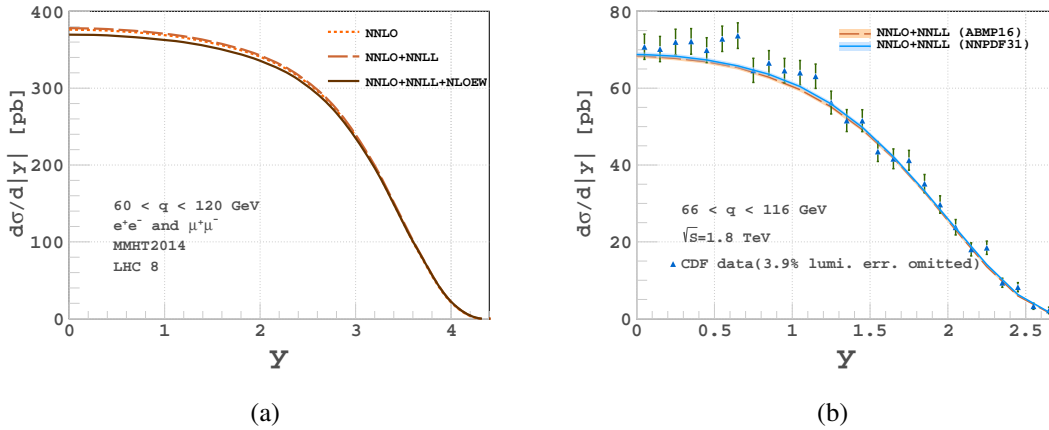 400
300
200
100
0
0
1
2
3
4
dσ/d|y| [pb]
y
NNLO
NNLO+NNLL
NNLO+NNLL+NLOEW
60 < q < 120 GeV
e⁺e⁻ and μ⁺μ⁻
MMHT2014
LHC 8
(a)
80
60
40
20
0
0
0.5
1
1.5
2
2.5
dσ/d|y| [pb]
y
NNLO+NNLL (ABMP16)
NNLO+NNLL (NNPDF31)
66 < q < 116 GeV
√s=1.8 TeV
CDF data(3.9% lumi. err. omitted)
(b)